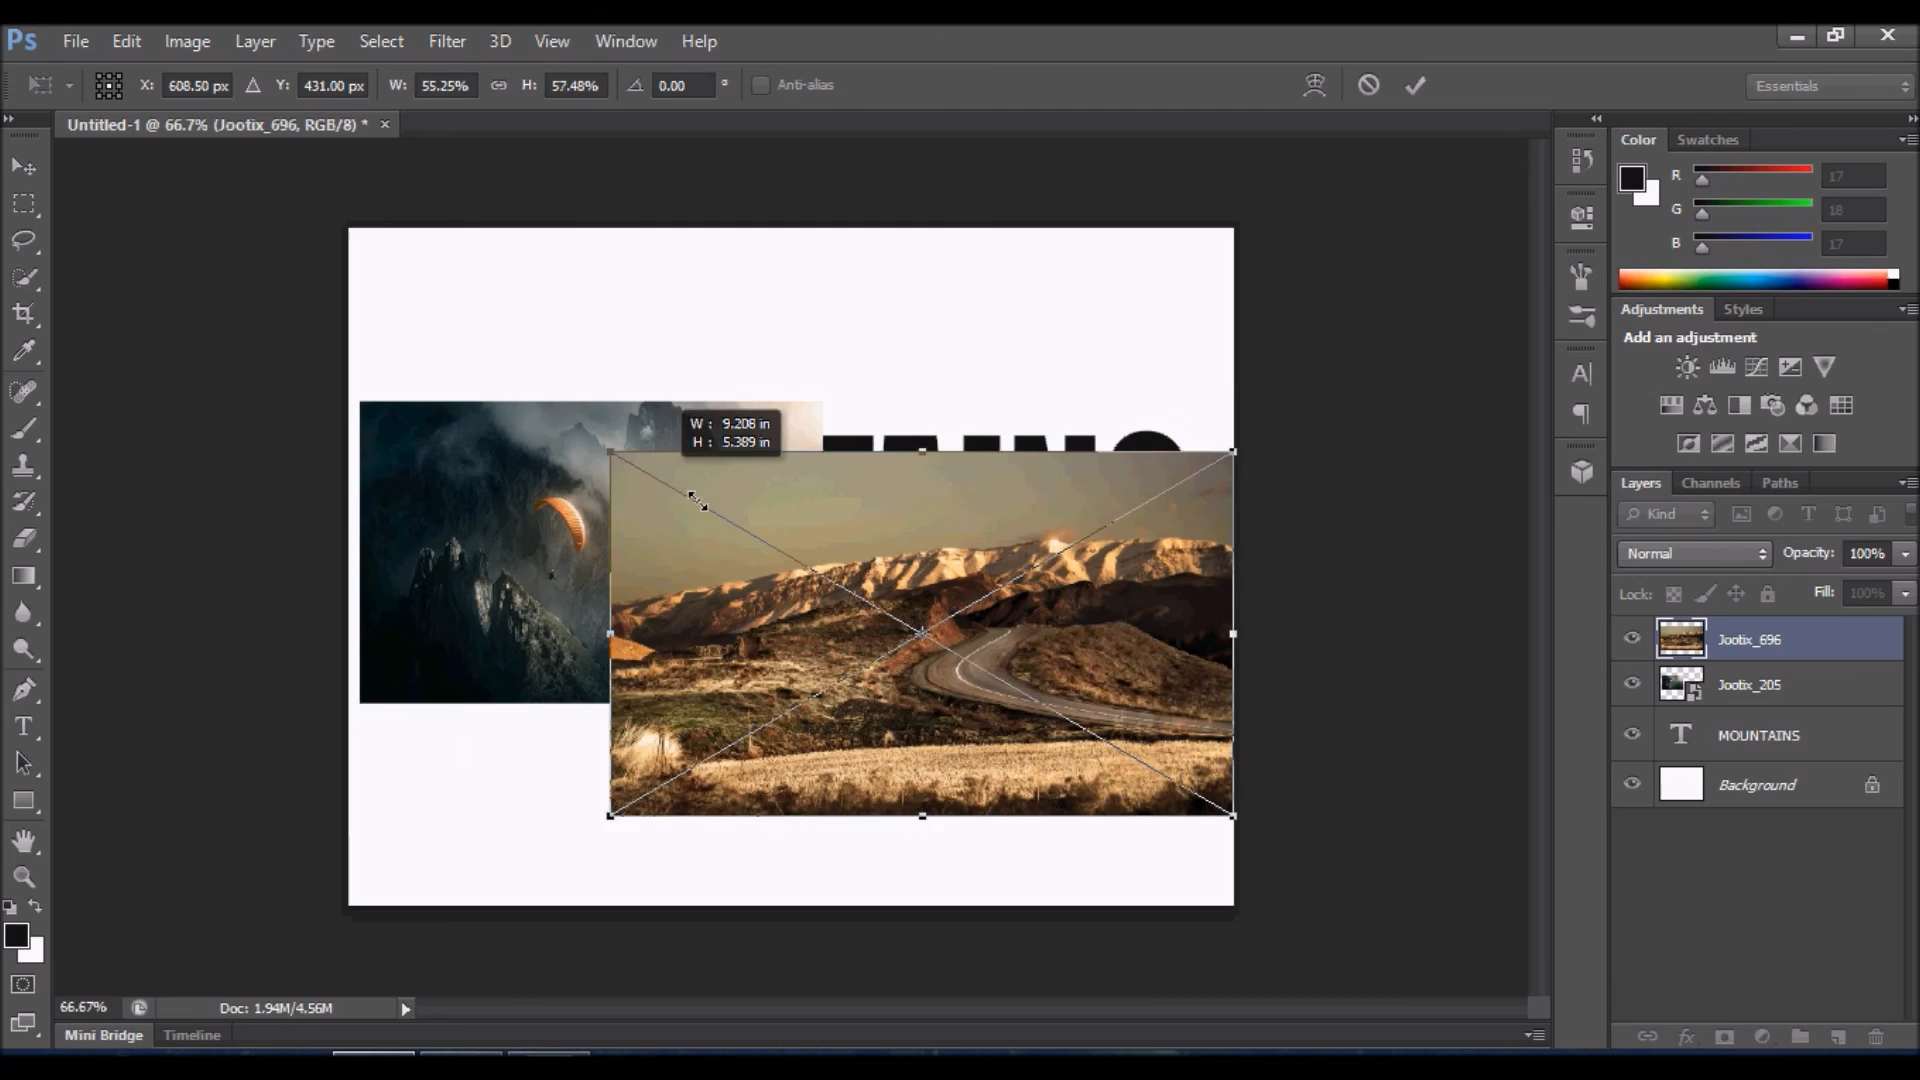 Ps File Edit Image Layer Type Select Filter 3D View Window Help
X: 608.50 px Y: 431.00 px W: 55.25% H: 57.48% 0.00 ° Anti-alias Essentials
Untitled-1 @ 66.7% (Jootix_696, RGB/8) * ×
Color Swatches
R 17
G 18
B 17
Adjustments Styles
Add an adjustment
W : 9.208 in
H : 5.389 in
Layers Channels Paths
Kind
Normal Opacity: 100%
Lock: Fill: 100%
Jootix_696
Jootix_205
MOUNTAINS
Background
66.67% Doc: 1.94M/4.56M
Mini Bridge Timeline